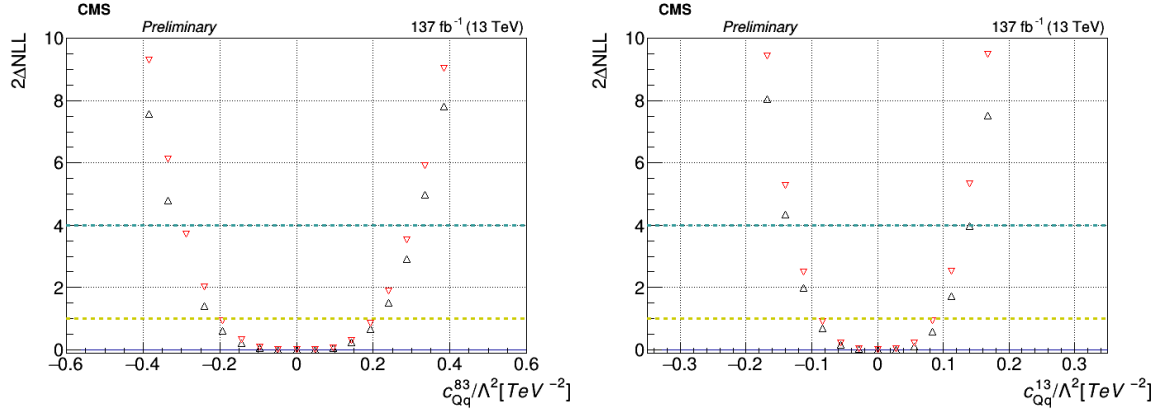 CMS
Preliminary 137 fb⁻¹ (13 TeV)
2ΔNLL
10
8
6
4
2
0
−0.6 −0.4 −0.2 0 0.2 0.4 0.6
c⁸³_Qq/Λ²[TeV⁻²]
CMS
Preliminary 137 fb⁻¹ (13 TeV)
2ΔNLL
10
8
6
4
2
0
−0.3 −0.2 −0.1 0 0.1 0.2 0.3
c¹³_Qq/Λ²[TeV⁻²]